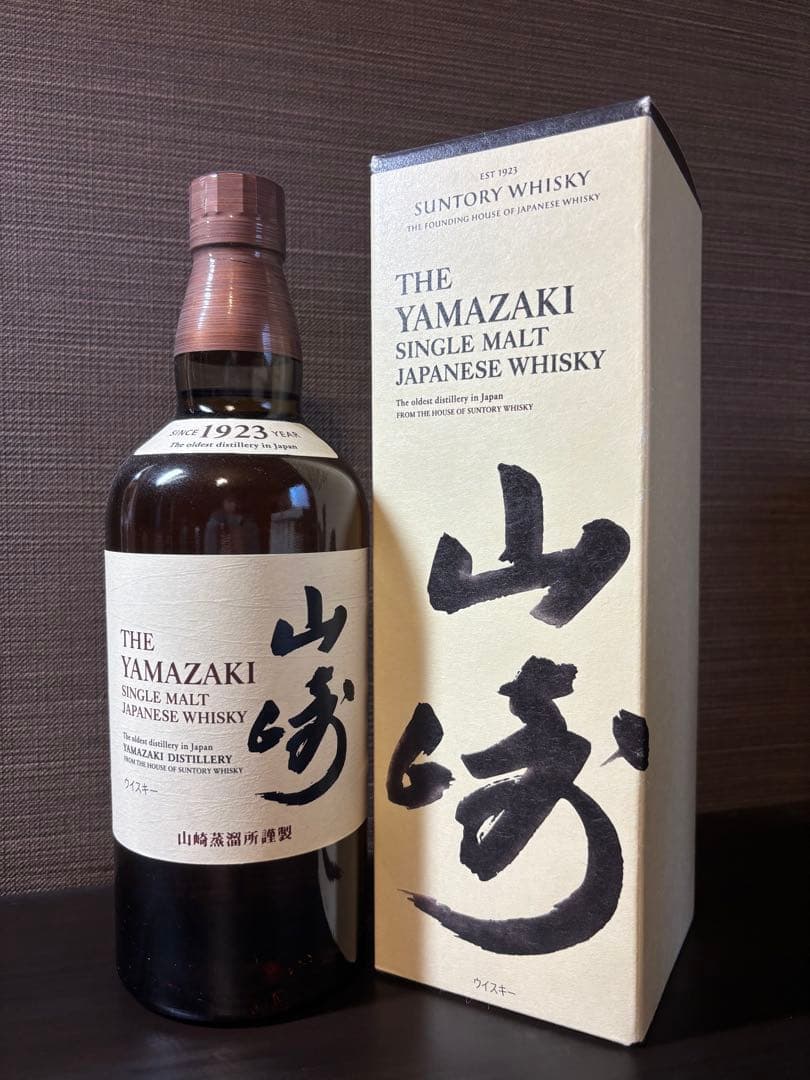 SINCE 1923 YEAR
The oldest distillery in Japan
THE
YAMAZAKI
SINGLE MALT
JAPANESE WHISKY
The oldest distillery in Japan
YAMAZAKI DISTILLERY
FROM THE HOUSE OF SUNTORY WHISKY
ウイスキー
山崎
山崎蒸溜所謹製
EST 1923
SUNTORY WHISKY
THE FOUNDING HOUSE OF JAPANESE WHISKY
THE
YAMAZAKI
SINGLE MALT
JAPANESE WHISKY
The oldest distillery in Japan
FROM THE HOUSE OF SUNTORY WHISKY
山崎
ウイスキー